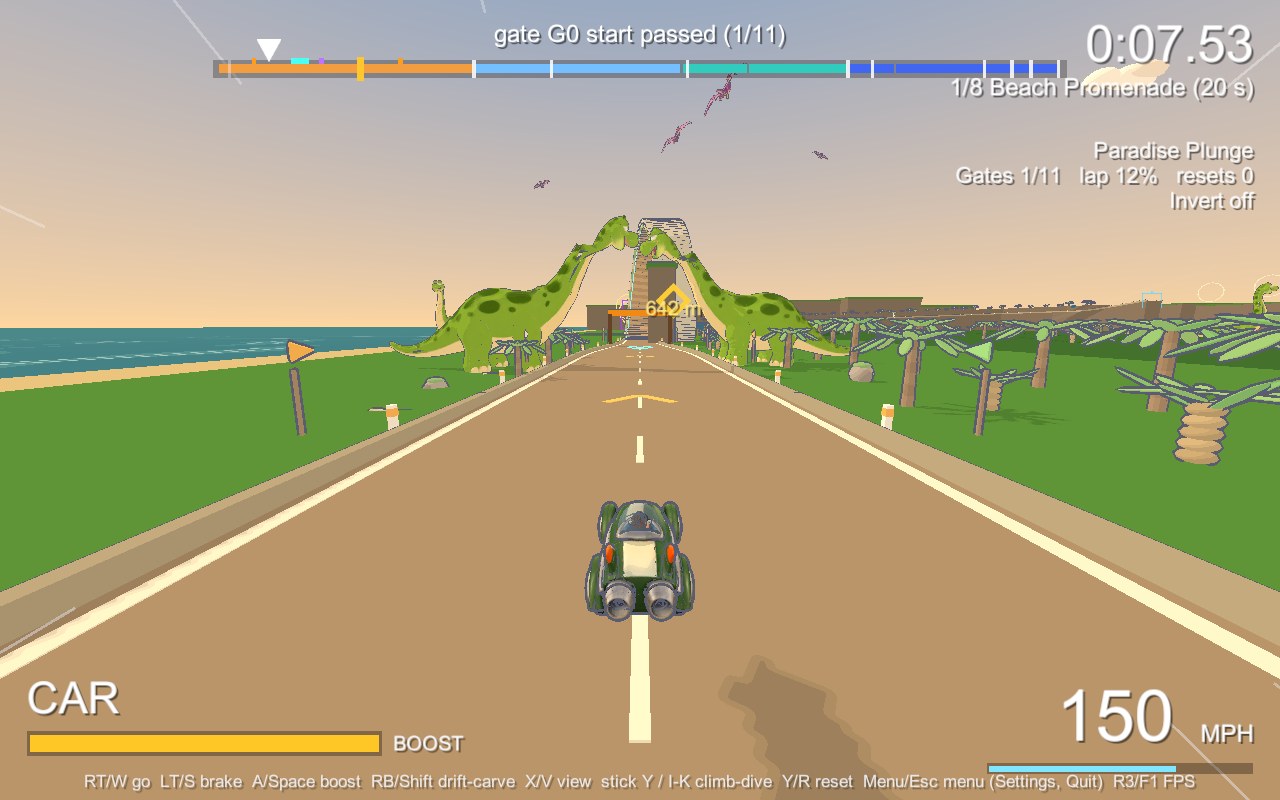 gate G0 start passed (1/11)
0:07.53
1/8 Beach Promenade (20 s)
Paradise Plunge
Gates 1/11 lap 12% resets 0
Invert off
642 m
CAR
BOOST
150 MPH
RT/W go LT/S brake A/Space boost RB/Shift drift-carve X/V view stick Y / I-K climb-dive Y/R reset Menu/Esc menu (Settings, Quit) R3/F1 FPS